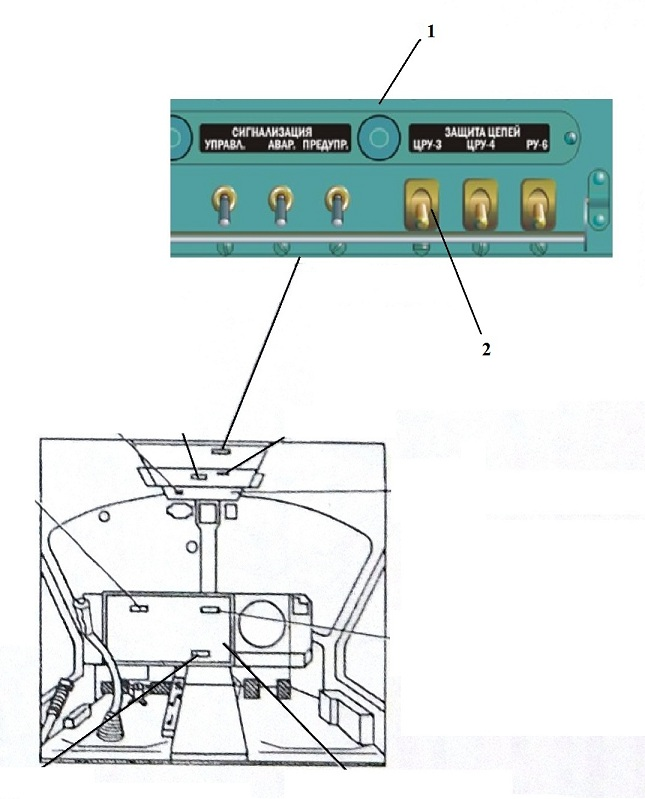 1
СИГНАЛИЗАЦИЯ
УПРАВЛ. АВАР. ПРЕДУПР.
ЗАЩИТА ЦЕПЕЙ
ЦРУ-3 ЦРУ-4 РУ-6
2